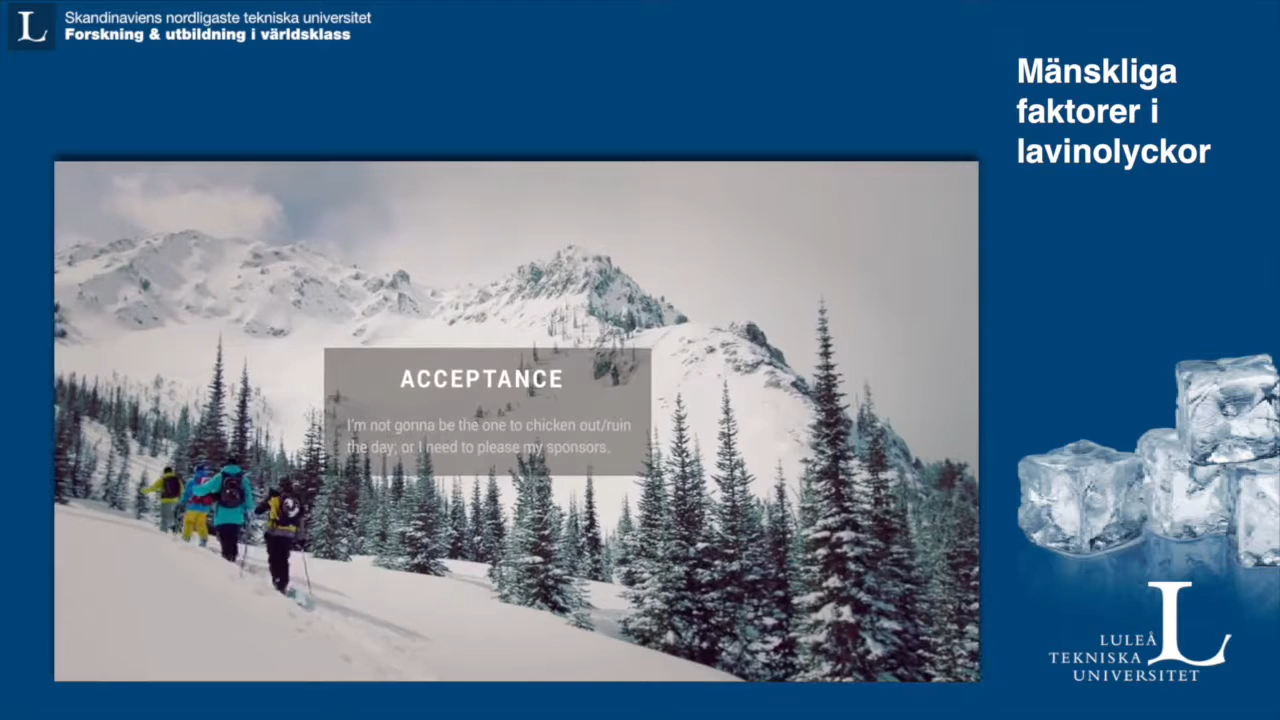 Skandinaviens nordligaste tekniska universitet
Forskning & utbildning i världsklass
Mänskliga
faktorer i
lavinolyckor
ACCEPTANCE
I'm not gonna be the one to chicken out/ruin
the day; or I need to please my sponsors.
LULEÅ
TEKNISKA
UNIVERSITET